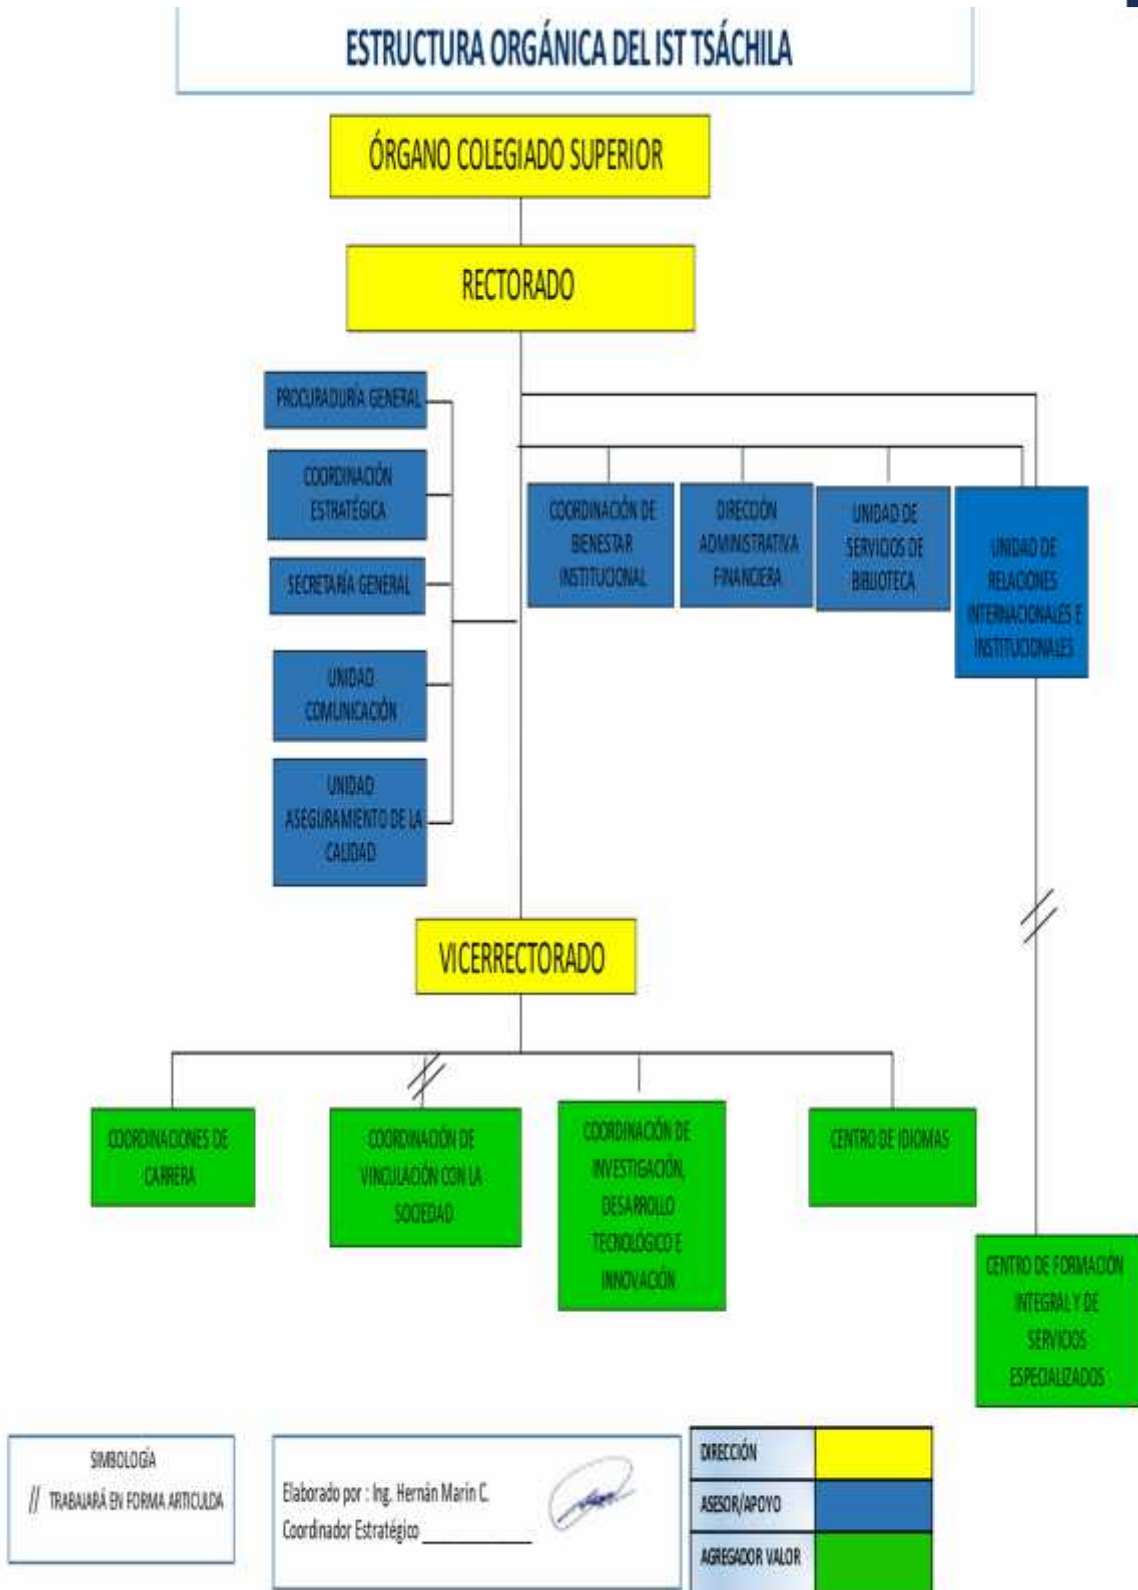 ESTRUCTURA ORGÁNICA DEL IST TSÁCHILA
ÓRGANO COLEGIADO SUPERIOR
RECTORADO
PROCURADURÍA GENERAL
COORDINACIÓN
ESTRATÉGICA
SECRETARÍA GENERAL
UNIDAD
COMUNICACIÓN
UNIDAD
ASEGURAMIENTO DE LA
CALIDAD
COORDINACIÓN DE
BIENESTAR
INSTITUCIONAL
DIRECCIÓN
ADMINISTRATIVA
FINANCIERA
UNIDAD DE
SERVICIOS DE
BIBLIOTECA
UNIDAD DE
RELACIONES
INTERNACIONALES E
INSTITUCIONALES
VICERRECTORADO
COORDINACIONES DE
CARRERA
COORDINACIÓN DE
VINCULACIÓN CON LA
SOCIEDAD
COORDINACIÓN DE
INVESTIGACIÓN,
DESARROLLO
TECNOLÓGICO E
INNOVACIÓN
CENTRO DE IDIOMAS
CENTRO DE FORMACIÓN
INTEGRAL Y DE
SERVICIOS
ESPECIALIZADOS
SIMBOLOGÍA
// TRABAJARÁ EN FORMA ARTICULDA
Elaborado por : Ing. Hernán Marín C.
Coordinador Estratégico ____________
DIRECCIÓN
ASESOR/APOYO
AGREGADOR VALOR